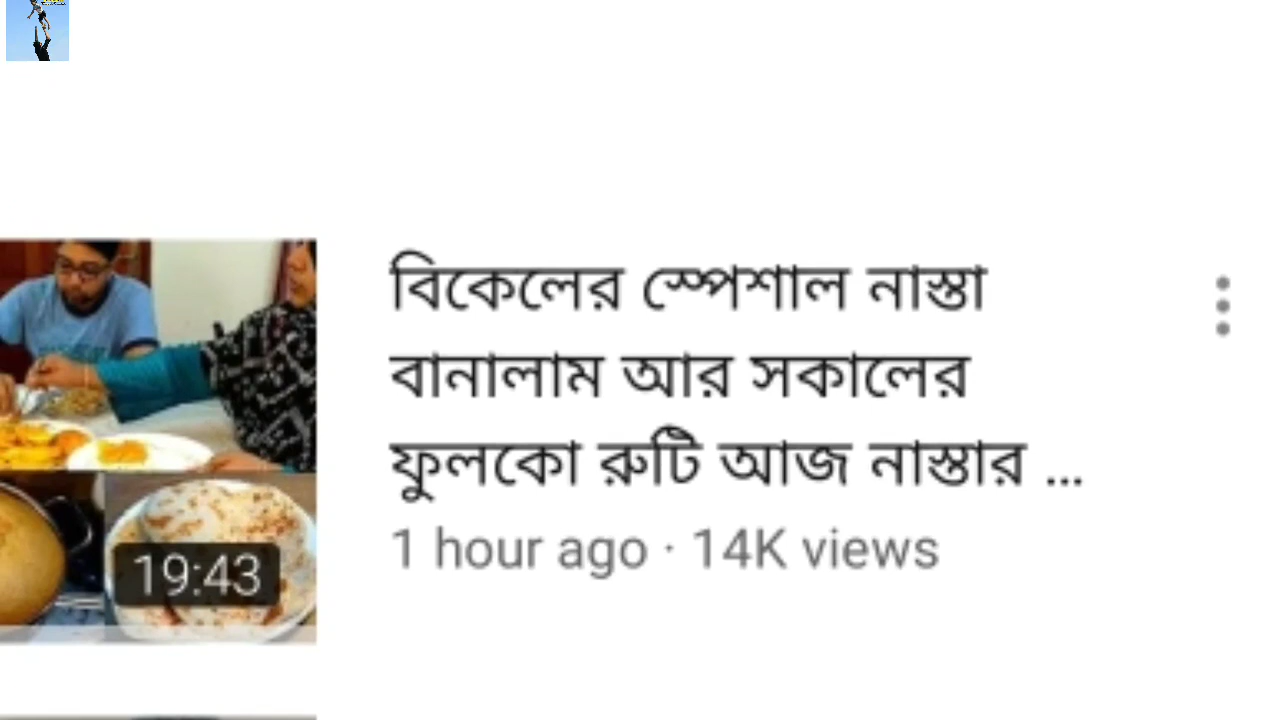 বিকেলের স্পেশাল নাস্তা
বানালাম আর সকালের
ফুলকো রুটি আজ নাস্তার ...
1 hour ago · 14K views
19:43